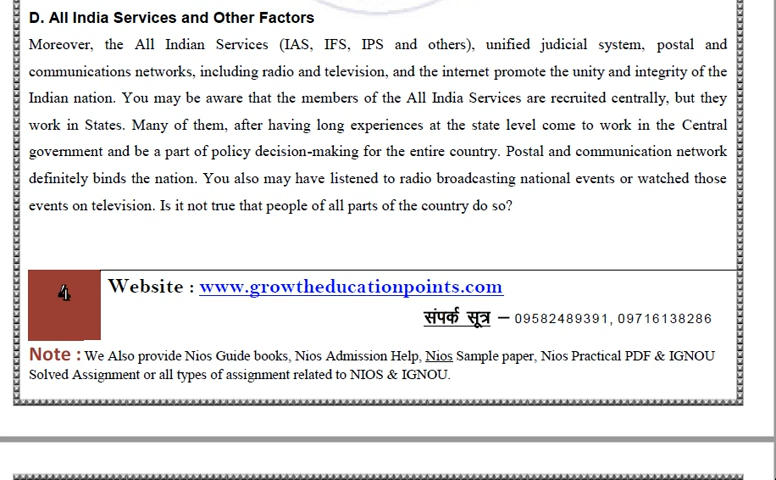 D. All India Services and Other Factors
Moreover, the All Indian Services (IAS, IFS, IPS and others), unified judicial system, postal and
communications networks, including radio and television, and the internet promote the unity and integrity of the
Indian nation. You may be aware that the members of the All India Services are recruited centrally, but they
work in States. Many of them, after having long experiences at the state level come to work in the Central
government and be a part of policy decision-making for the entire country. Postal and communication network
definitely binds the nation. You also may have listened to radio broadcasting national events or watched those
events on television. Is it not true that people of all parts of the country do so?
4
Website : www.growtheducationpoints.com
संपर्क सूत्र – 09582489391, 09716138286
Note : We Also provide Nios Guide books, Nios Admission Help, Nios Sample paper, Nios Practical PDF & IGNOU
Solved Assignment or all types of assignment related to NIOS & IGNOU.